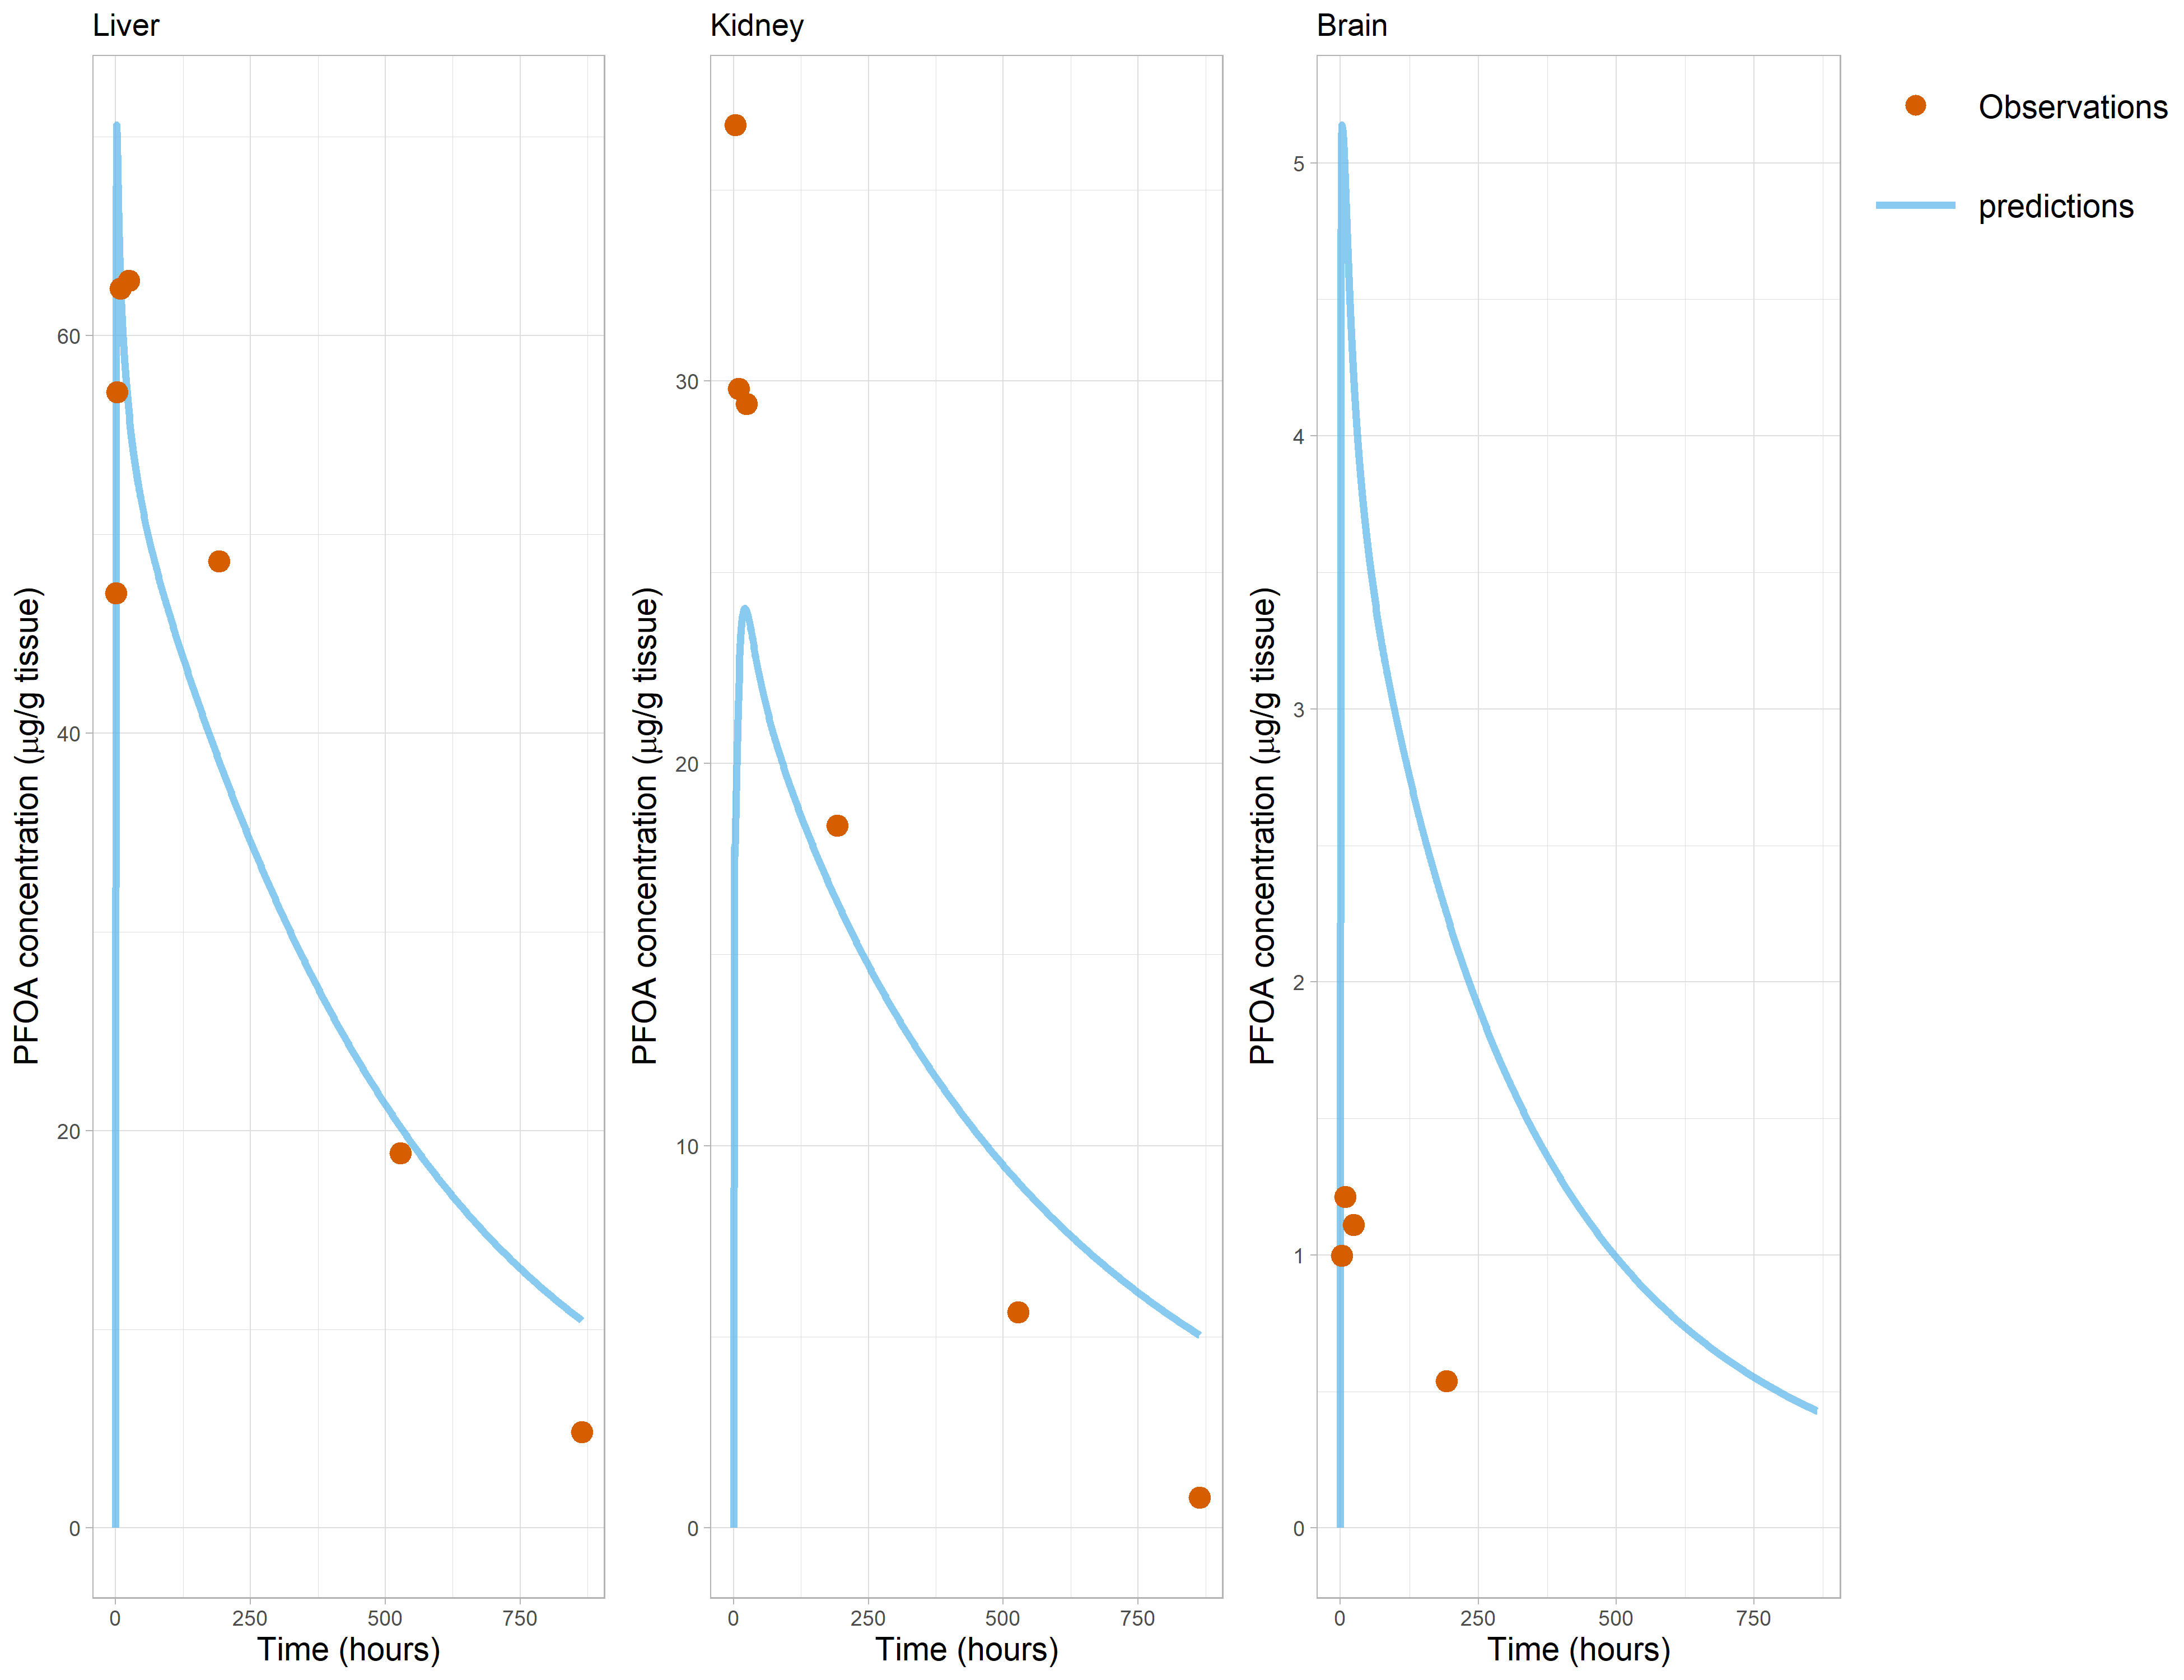 Liver
Kidney
Brain
Observations
predictions
PFOA concentration (μg/g tissue)
60
40
20
0
PFOA concentration (μg/g tissue)
30
20
10
0
PFOA concentration (μg/g tissue)
5
4
3
2
1
0
0 250 500 750
0 250 500 750
0 250 500 750
Time (hours)
Time (hours)
Time (hours)